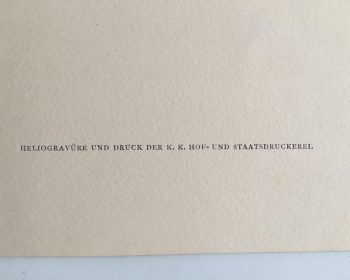 HELIOGRAVÜRE UND DRUCK DER K. K. HOF- UND STAATSDRUCKEREI.